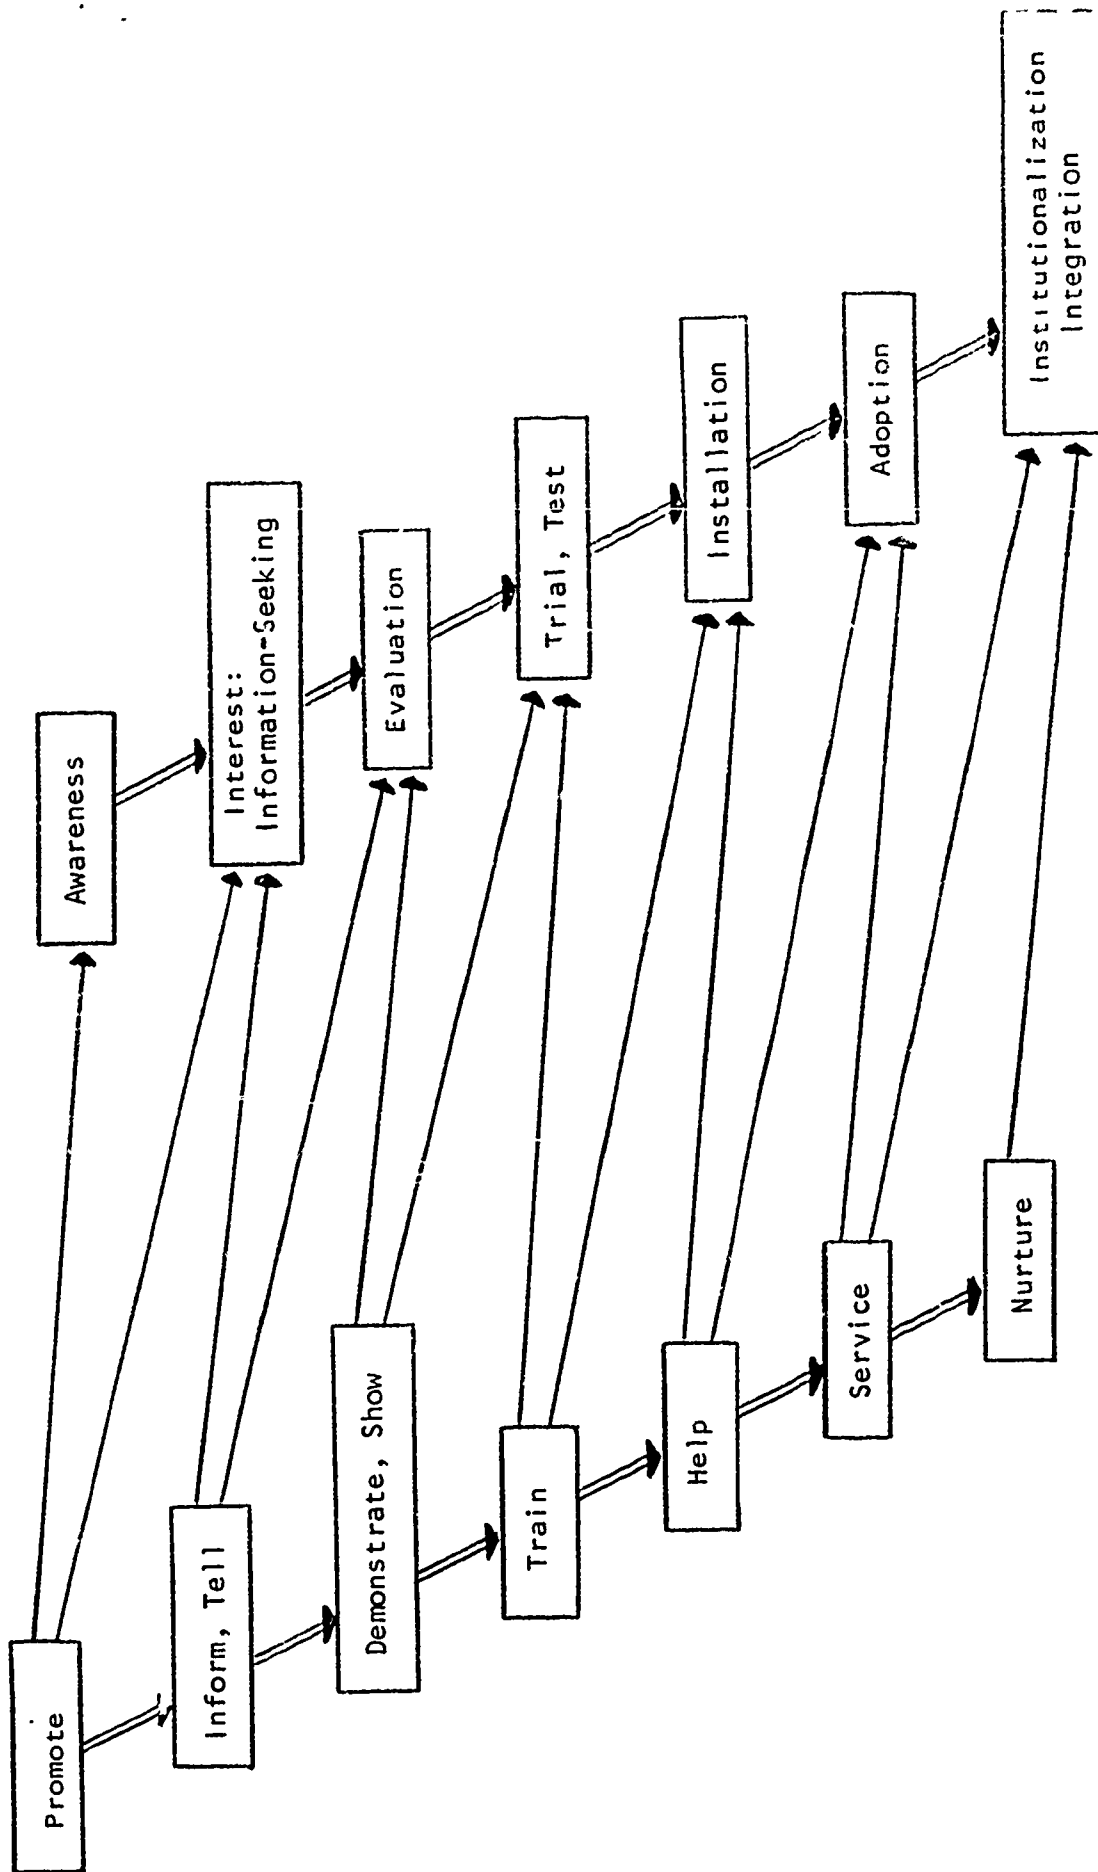 Promote
Inform, Tell
Demonstrate, Show
Train
Help
Service
Nurture
Awareness
Interest:
Information-Seeking
Evaluation
Trial, Test
Installation
Adoption
Institutionalization
Integration